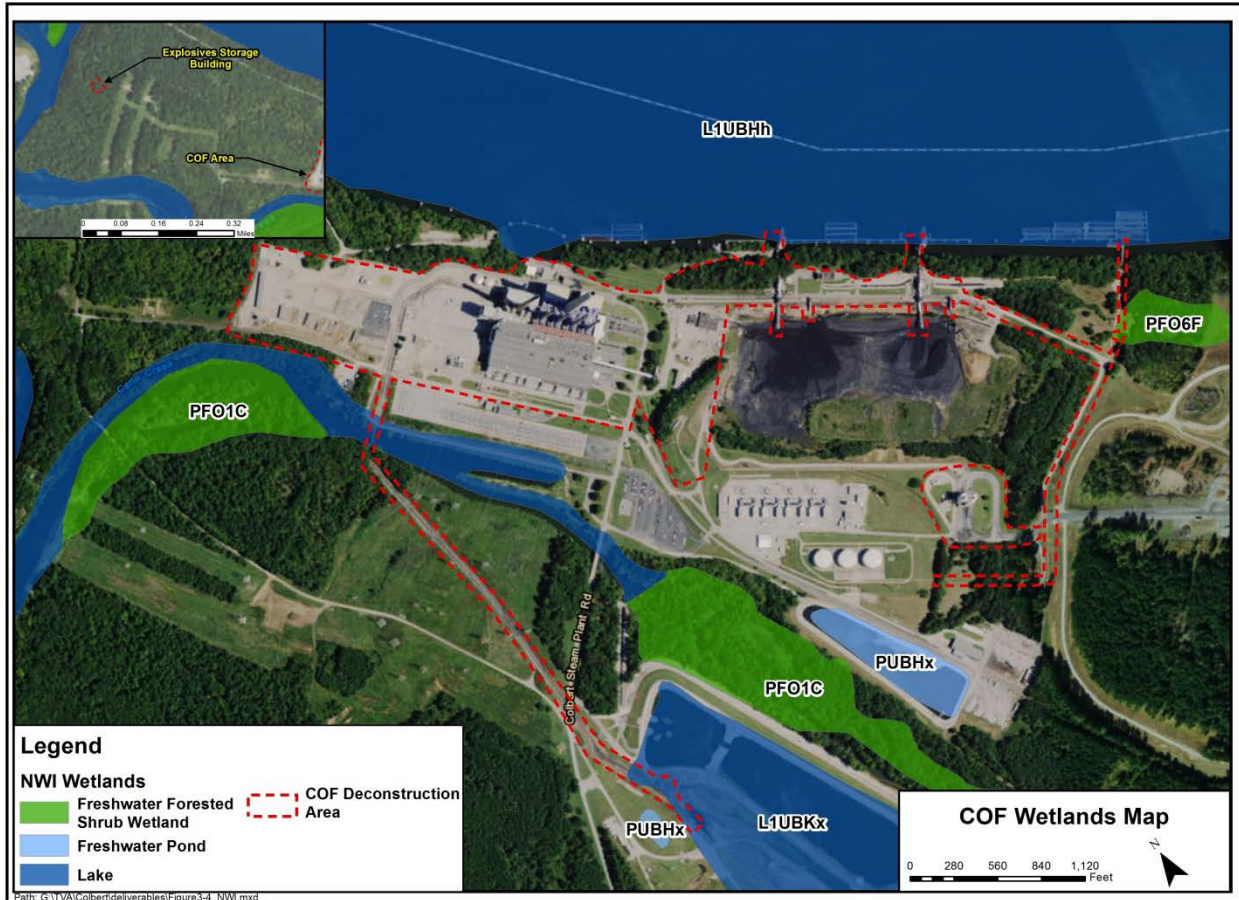 Explosives Storage
Building
COF Area
0 0.08 0.16 0.24 0.32
Miles
L1UBHh
PFO6F
PFO1C
PUBHx
PFO1C
Colbert Steam Plant Rd
PUBHx
L1UBKx
Legend
NWI Wetlands
Freshwater Forested
Shrub Wetland
Freshwater Pond
Lake
COF Deconstruction
Area
COF Wetlands Map
N
0 280 560 840 1,120
Feet
Path: G:\TVA\Colbert\deliverables\Figure3-4_NWI.mxd